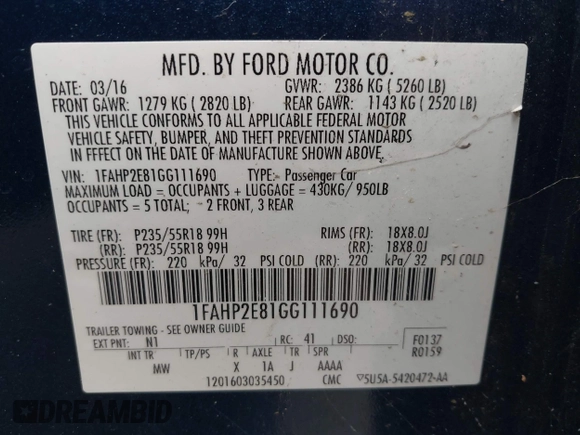 MFD. BY FORD MOTOR CO.
DATE: 03/16 GVWR: 2386 KG ( 5260 LB)
FRONT GAWR: 1279 KG ( 2820 LB) REAR GAWR: 1143 KG ( 2520 LB)
THIS VEHICLE CONFORMS TO ALL APPLICABLE FEDERAL MOTOR
VEHICLE SAFETY, BUMPER, AND THEFT PREVENTION STANDARDS
IN EFFECT ON THE DATE OF MANUFACTURE SHOWN ABOVE.
VIN: 1FAHP2E81GG111690 TYPE: Passenger Car
MAXIMUM LOAD = OCCUPANTS + LUGGAGE = 430KG/ 950LB
OCCUPANTS = 5 TOTAL; 2 FRONT, 3 REAR
TIRE (FR): P235/55R18 99H RIMS (FR): 18X8.0J
(RR): P235/55R18 99H (RR): 18X8.0J
PRESSURE (FR): 220 kPa/ 32 PSI COLD (RR): 220 kPa/ 32 PSI COLD
1FAHP2E81GG111690
TRAILER TOWING - SEE OWNER GUIDE
EXT PNT: N1 RC: 41 DSO: F0137
INT TR TP/PS R AXLE TR SPR R0159
MW X 1A J AAAA
1201603035450 CMC 5U5A-5420472-AA
DREAMBID